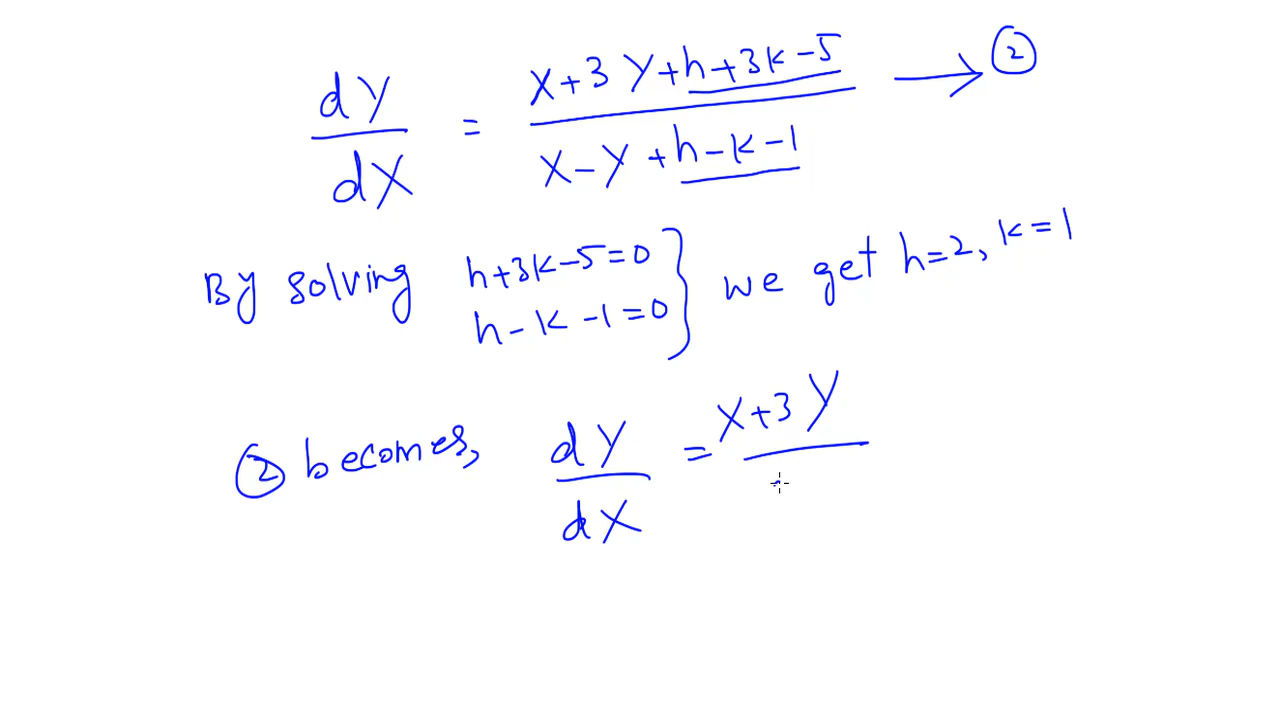 dY/dX = (X+3Y+h+3k-5)/(X-Y+h-k-1) → ②
By solving h+3k-5=0
h-k-1=0 } we get h=2, k=1
② becomes, dY/dX = X+3Y/